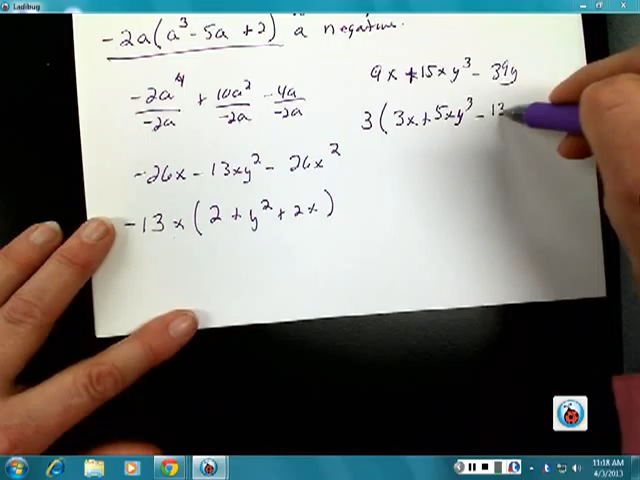 Ladibug
-2a(a³ - 5a + 2) a negative.
-2a⁴/-2a + 10a²/-2a - 4a/-2a
-26x - 13xy² - 26x²
-13x(2 + y² + 2x)
9x + 15xy³ - 39y
3(3x + 5xy³ - 13
11:18 AM
4/3/2013